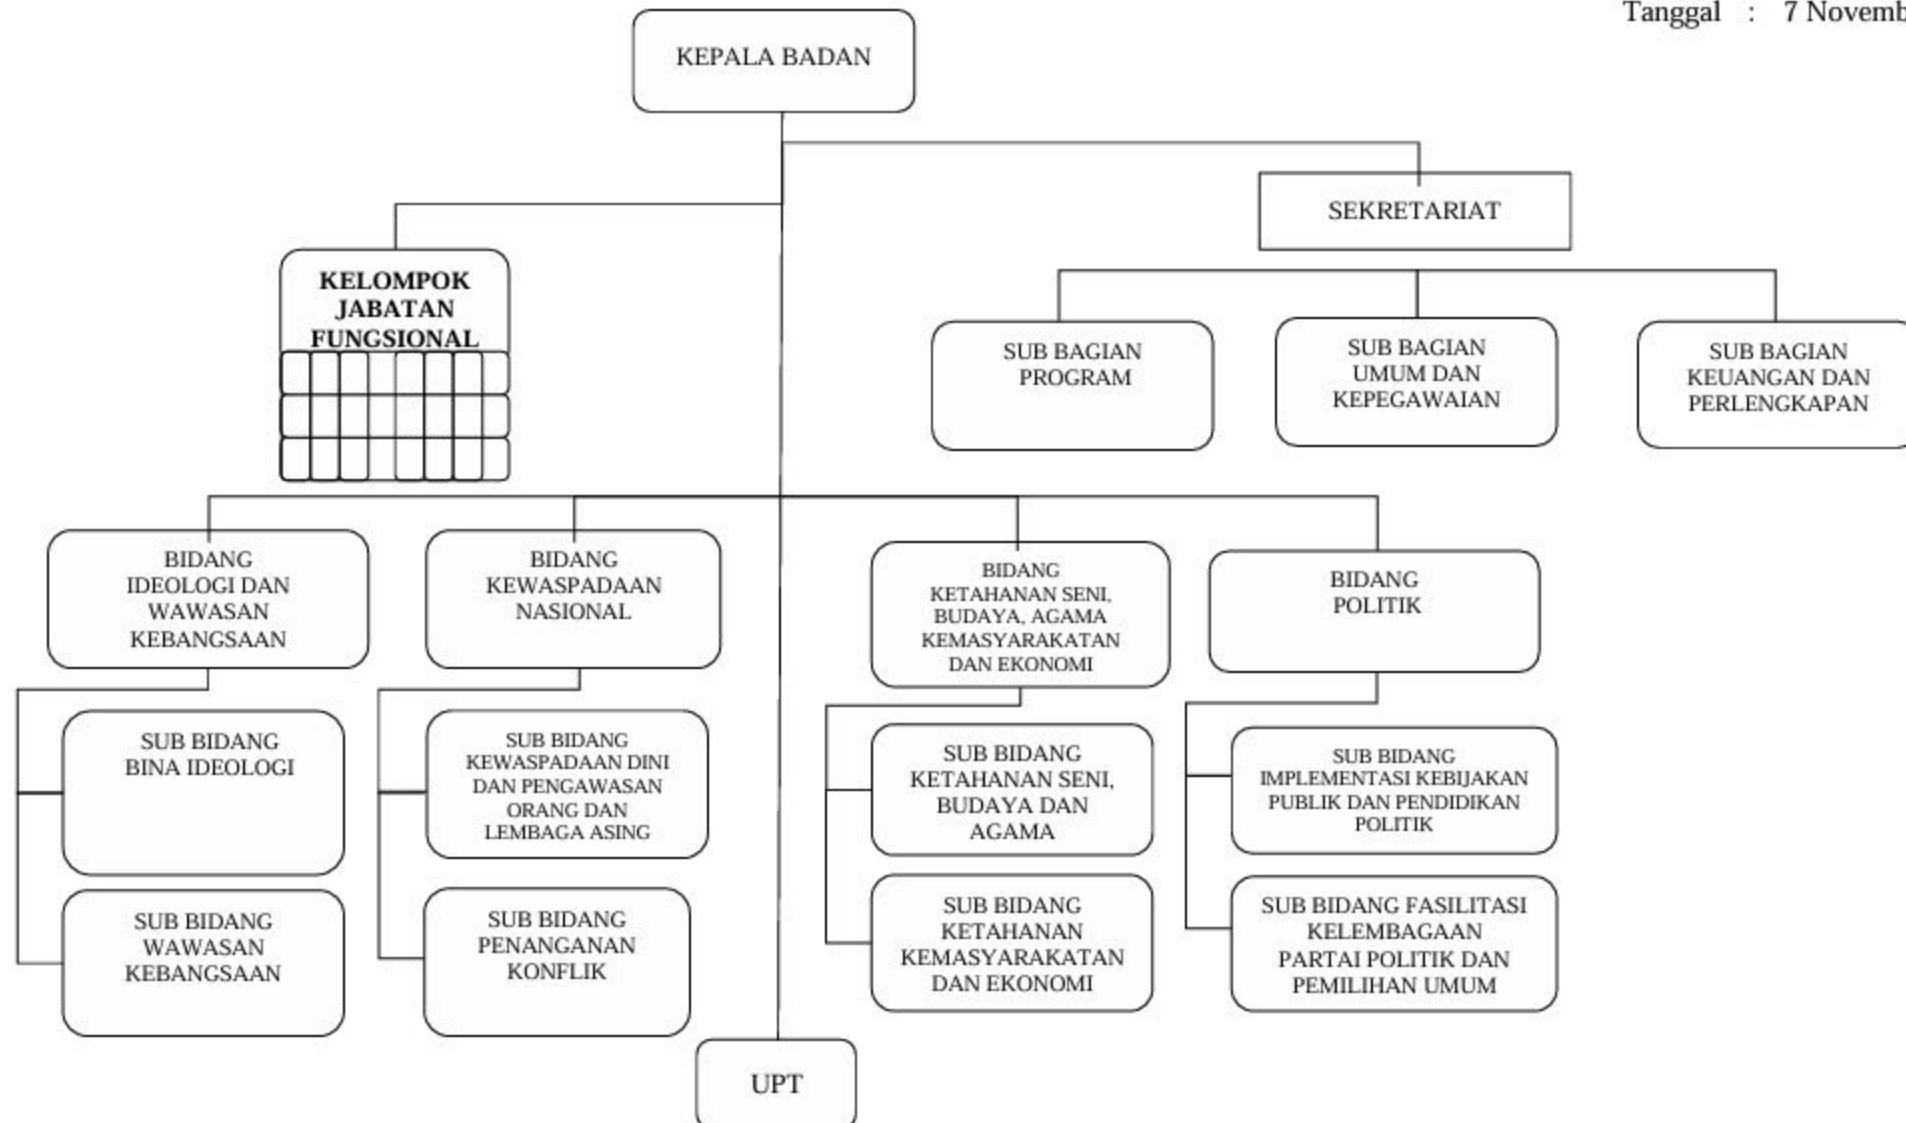 Tanggal : 7 Novemb
KEPALA BADAN
SEKRETARIAT
KELOMPOK
JABATAN
FUNGSIONAL
SUB BAGIAN
PROGRAM
SUB BAGIAN
UMUM DAN
KEPEGAWAIAN
SUB BAGIAN
KEUANGAN DAN
PERLENGKAPAN
BIDANG
IDEOLOGI DAN
WAWASAN
KEBANGSAAN
BIDANG
KEWASPADAAN
NASIONAL
BIDANG
KETAHANAN SENI,
BUDAYA, AGAMA
KEMASYARAKATAN
DAN EKONOMI
BIDANG
POLITIK
SUB BIDANG
BINA IDEOLOGI
SUB BIDANG
KEWASPADAAN DINI
DAN PENGAWASAN
ORANG DAN
LEMBAGA ASING
SUB BIDANG
KETAHANAN SENI,
BUDAYA DAN
AGAMA
SUB BIDANG
IMPLEMENTASI KEBIJAKAN
PUBLIK DAN PENDIDIKAN
POLITIK
SUB BIDANG
WAWASAN
KEBANGSAAN
SUB BIDANG
PENANGANAN
KONFLIK
SUB BIDANG
KETAHANAN
KEMASYARAKATAN
DAN EKONOMI
SUB BIDANG FASILITASI
KELEMBAGAAN
PARTAI POLITIK DAN
PEMILIHAN UMUM
UPT